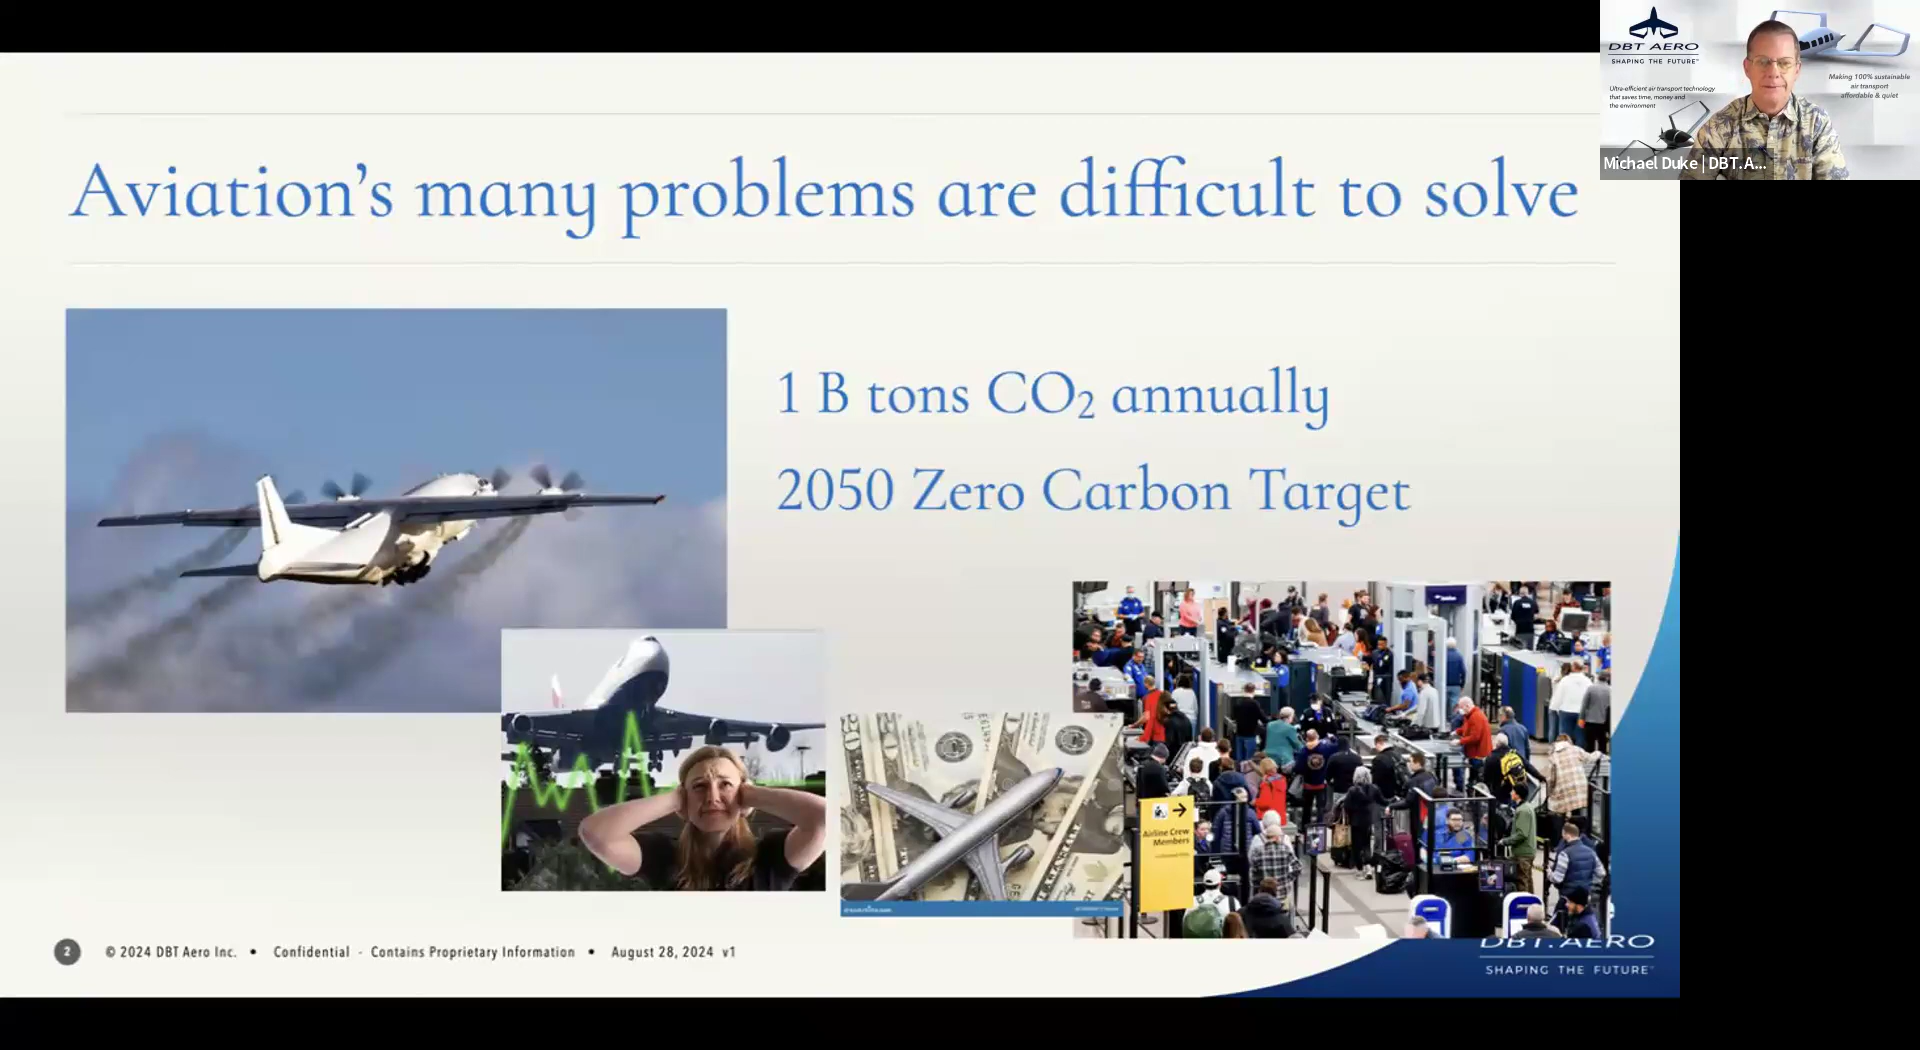 DBT AERO
SHAPING THE FUTURE™
Ultra-efficient air transport technology
that saves time, money and
the environment
Making 100% sustainable
air transport
affordable & quiet
Michael Duke | DBT.A...
Aviation's many problems are difficult to solve
1 B tons CO₂ annually
2050 Zero Carbon Target
Airline Crew
Members
2 © 2024 DBT Aero Inc. • Confidential - Contains Proprietary Information • August 28, 2024 v1
DBT.AERO
SHAPING THE FUTURE™